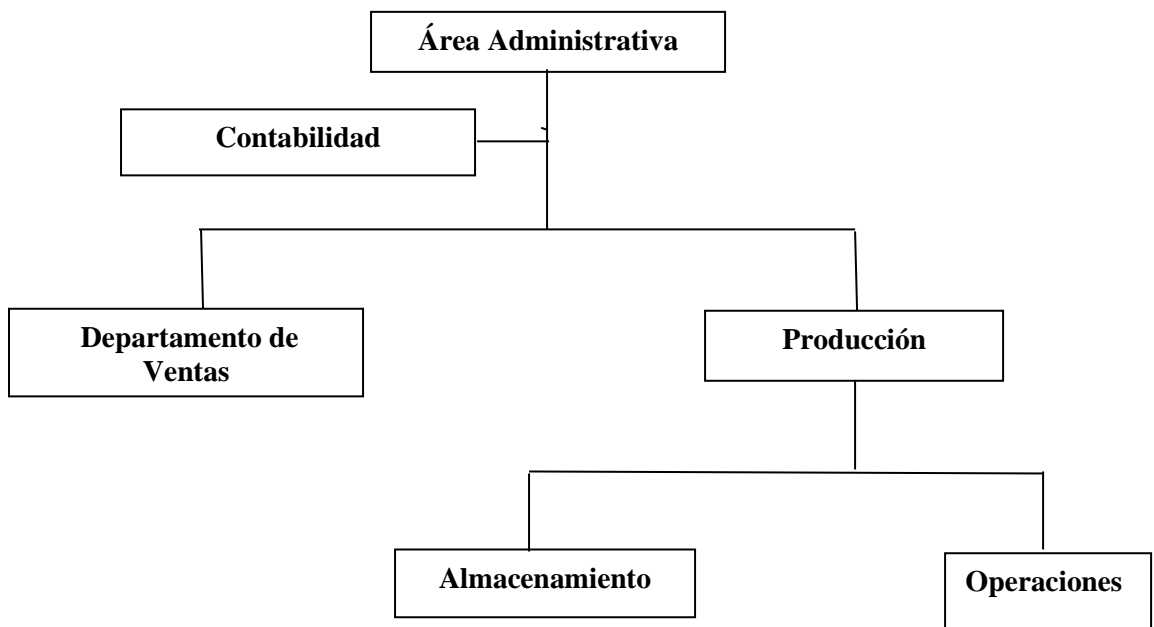 Área Administrativa
Contabilidad
Departamento de
Ventas
Producción
Almacenamiento
Operaciones